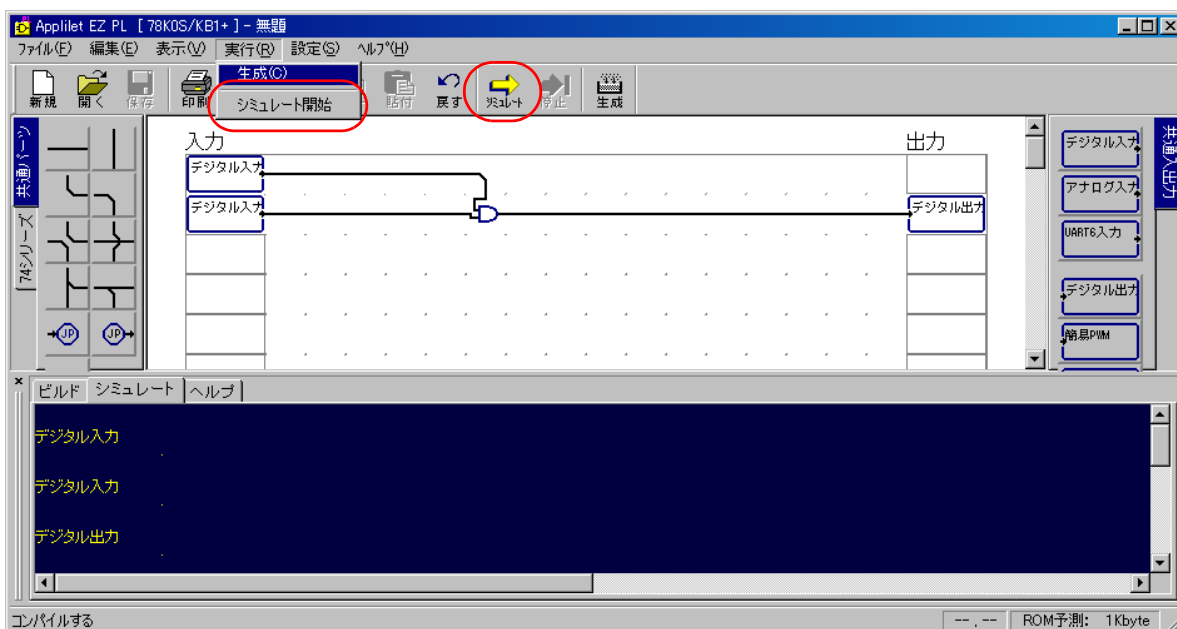 Applilet EZ PL [ 78K0S/KB1+ ] - 無題
ファイル(F) 編集(E) 表示(V) 実行(R) 設定(S) ヘルプ(H)
生成(C)
シミュレート開始
新規 開く 保存 印刷 貼付 戻す シミュレート 停止 生成
共通パーツ
74シリーズ
JP JP
入力 出力
デジタル入力
デジタル入力 デジタル出力
デジタル入力
アナログ入力
UART6入力
デジタル出力
簡易PWM
共通入出力
ビルド シミュレート ヘルプ
デジタル入力
デジタル入力
デジタル出力
コンパイルする --,-- ROM予測: 1Kbyte